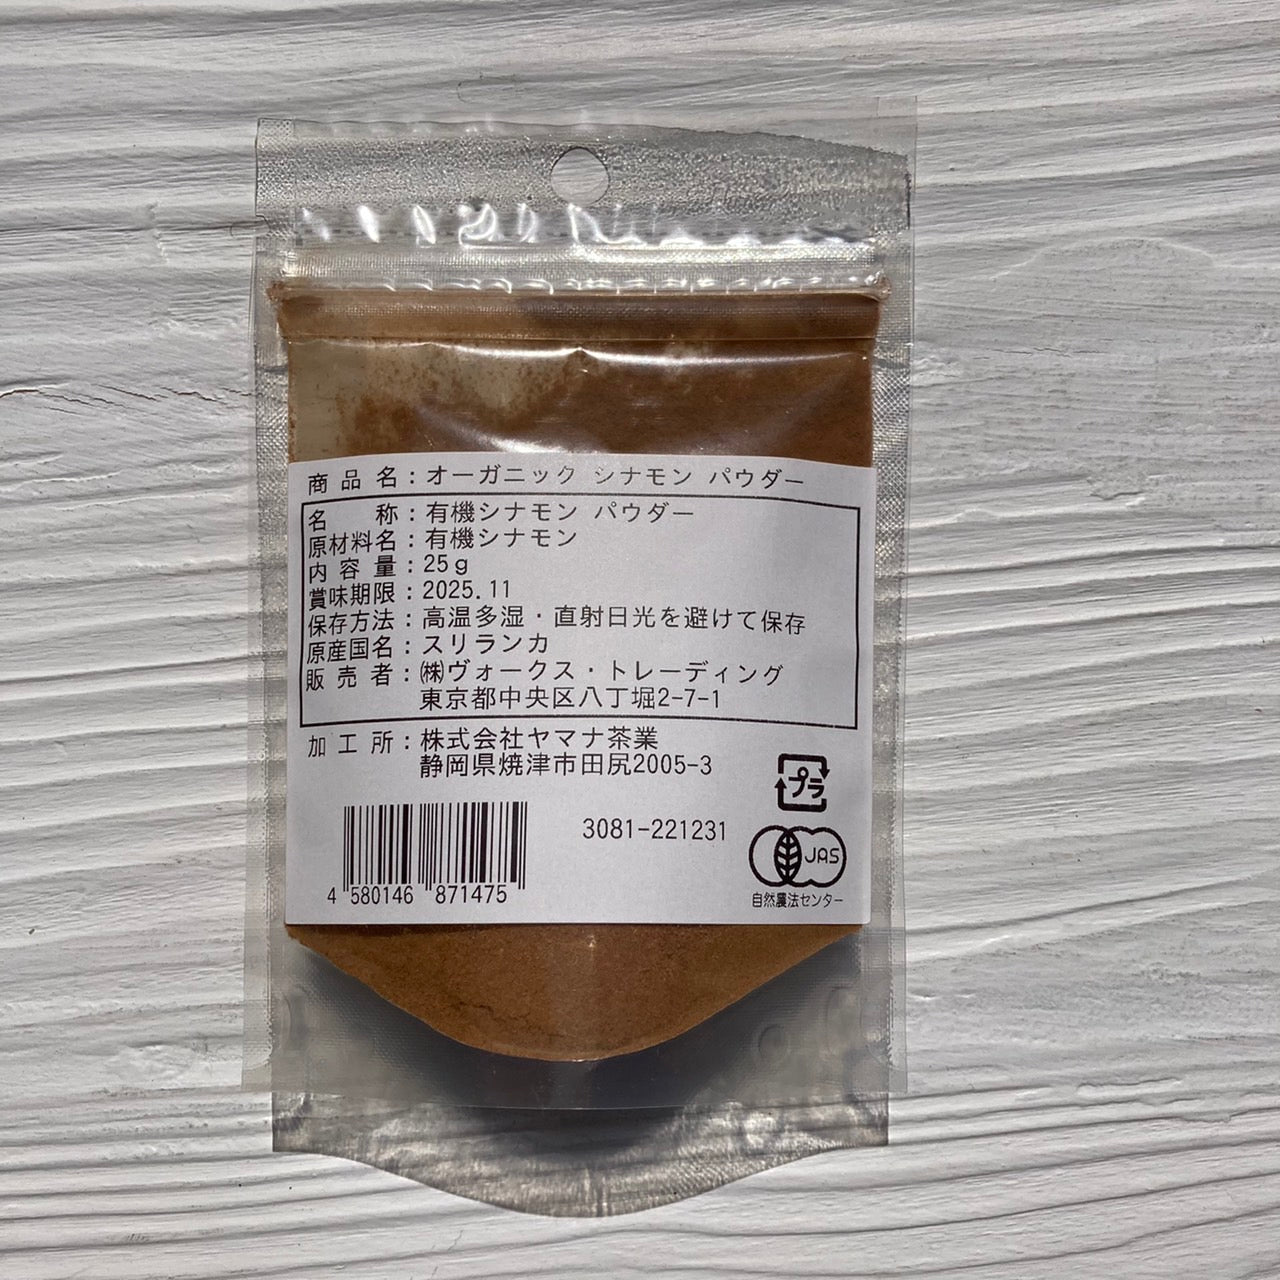 商品名：オーガニック シナモン パウダー
名　　称：有機シナモン パウダー
原材料名：有機シナモン
内 容 量：25g
賞味期限：2025.11
保存方法：高温多湿・直射日光を避けて保存
原産国名：スリランカ
販 売 者：㈱ヴォークス・トレーディング
東京都中央区八丁堀2-7-1
加 工 所：株式会社ヤマナ茶業
静岡県焼津市田尻2005-3
プラ
3081-221231
JAS
4 580146 871475
自然農法センター